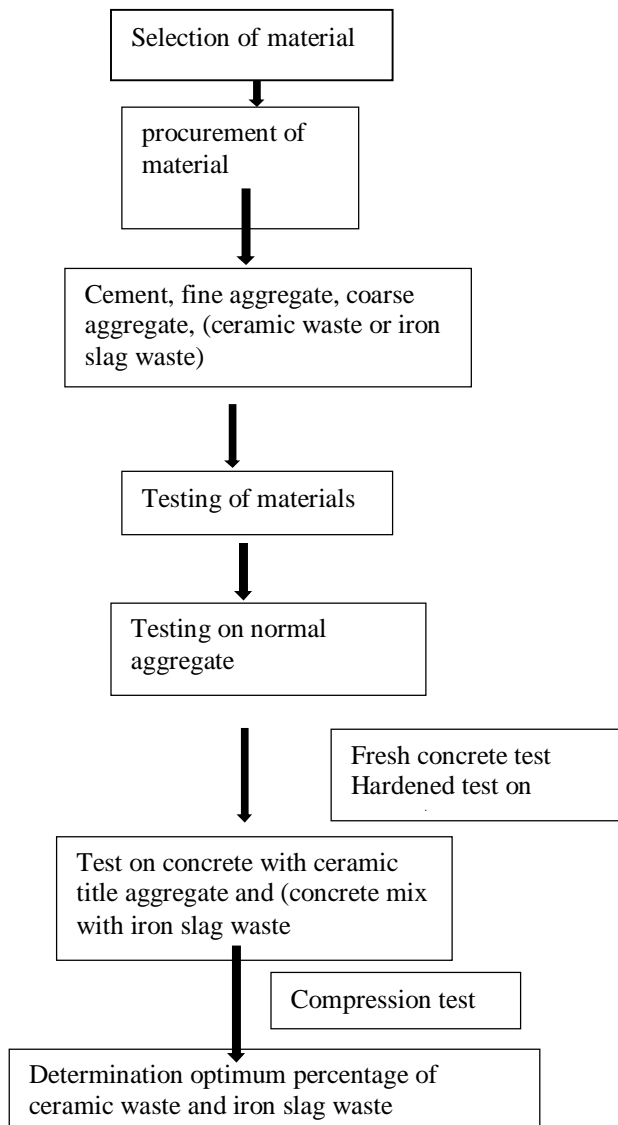 Selection of material
procurement of
material
Cement, fine aggregate, coarse
aggregate, (ceramic waste or iron
slag waste)
Testing of materials
Testing on normal
aggregate
Fresh concrete test
Hardened test on
Test on concrete with ceramic
title aggregate and (concrete mix
with iron slag waste
Compression test
Determination optimum percentage of
ceramic waste and iron slag waste